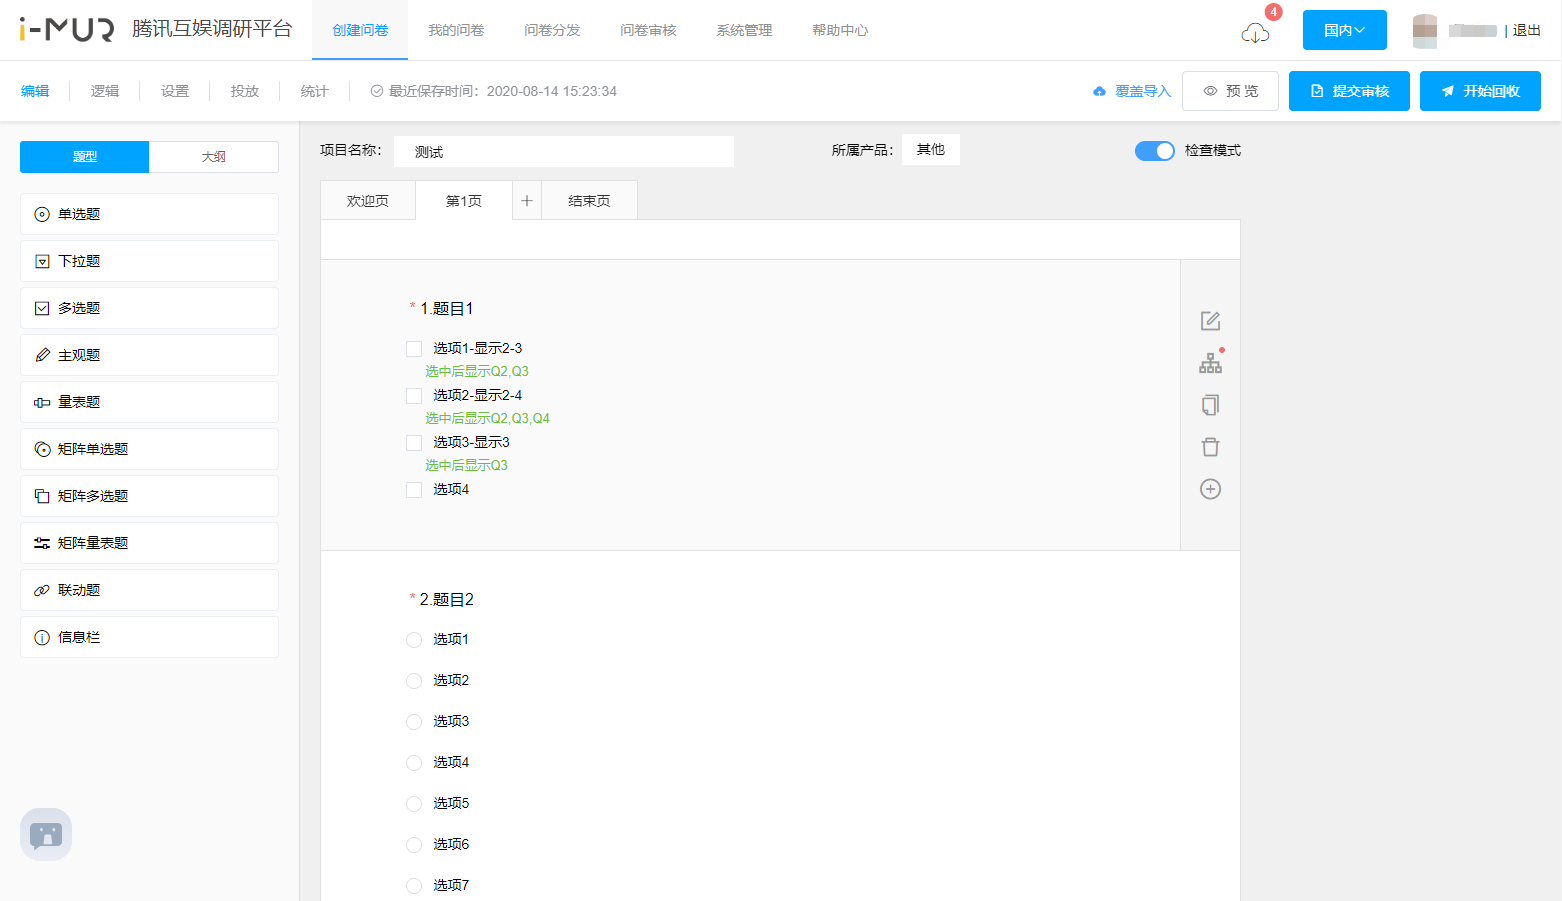 i-MUR 腾讯互娱调研平台 创建问卷 我的问卷 问卷分发 问卷审核 系统管理 帮助中心 4 国内 | 退出
编辑 逻辑 设置 投放 统计 最近保存时间：2020-08-14 15:23:34 覆盖导入 预 览 提交审核 开始回收
题型 大纲
单选题
下拉题
多选题
主观题
量表题
矩阵单选题
矩阵多选题
矩阵量表题
联动题
信息栏
项目名称： 测试 所属产品： 其他 检查模式
欢迎页 第1页 + 结束页
* 1.题目1
选项1-显示2-3
选中后显示Q2,Q3
选项2-显示2-4
选中后显示Q2,Q3,Q4
选项3-显示3
选中后显示Q3
选项4
* 2.题目2
选项1
选项2
选项3
选项4
选项5
选项6
选项7